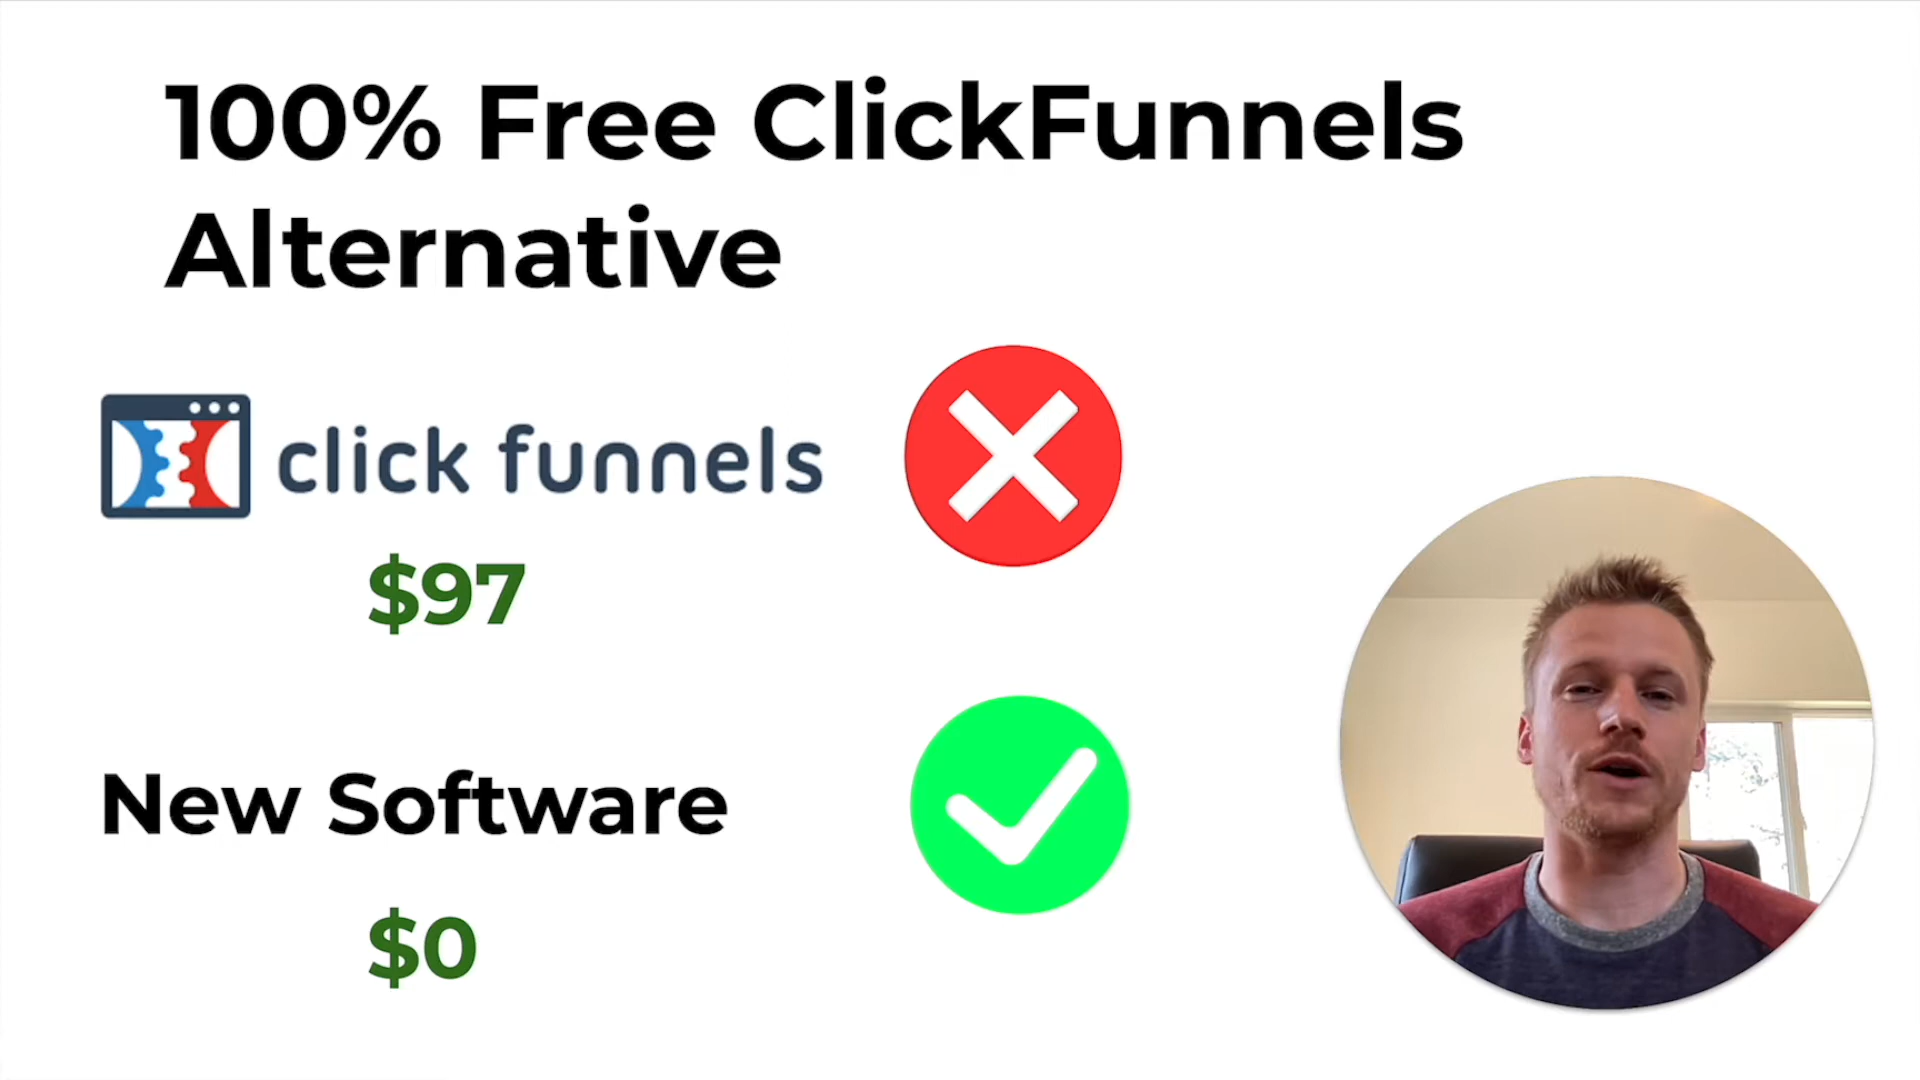 100% Free ClickFunnels
Alternative
click funnels
$97
New Software
$0